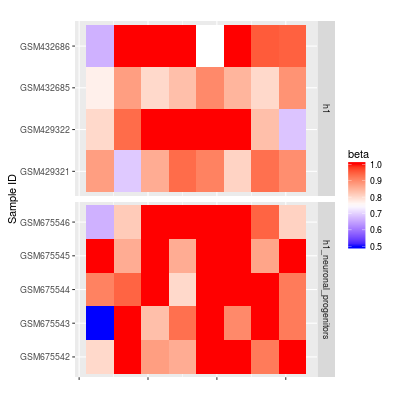 GSM432686
GSM432685
GSM429322
GSM429321
h1
GSM675546
GSM675545
GSM675544
GSM675543
GSM675542
h1_neuronal_progenitors
Sample ID
beta
1.0
0.9
0.8
0.7
0.6
0.5